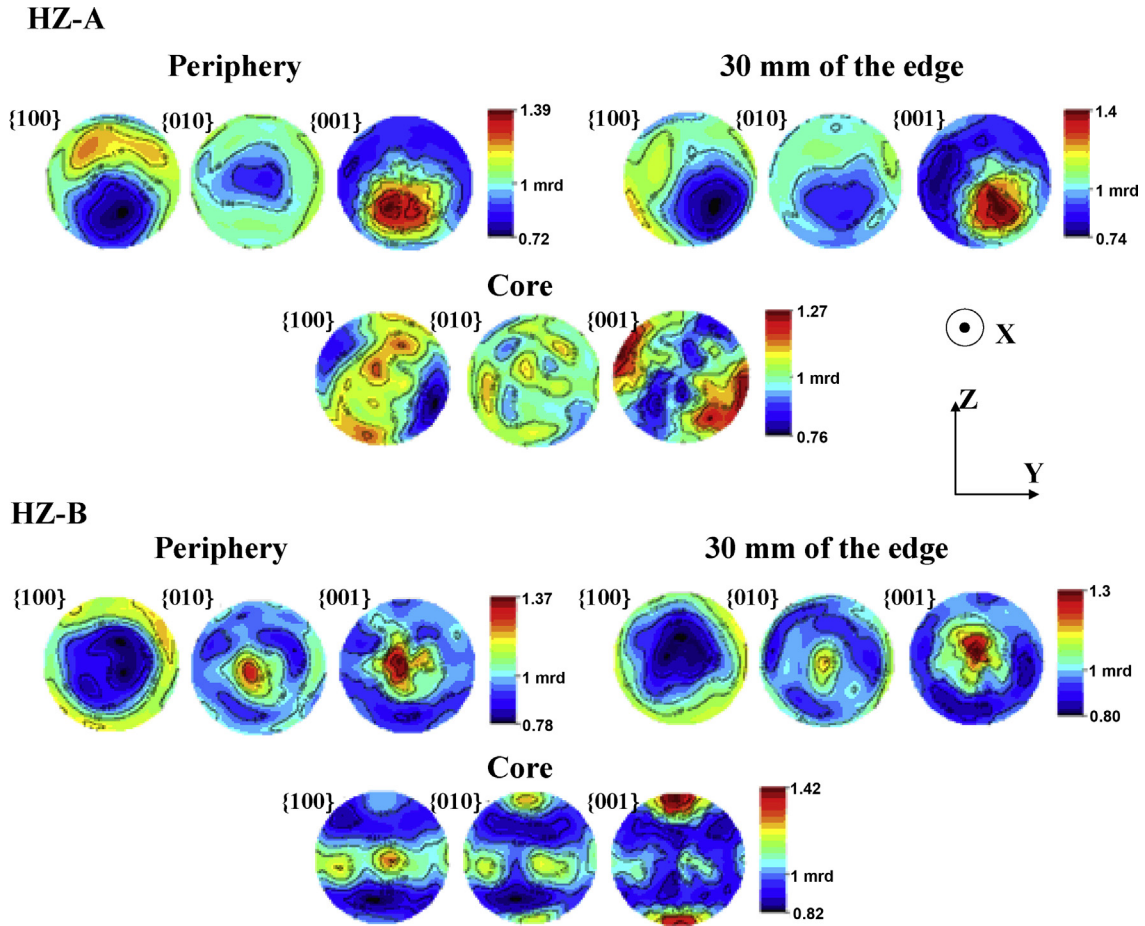 HZ-A
Periphery
30 mm of the edge
{100} {010} {001} 1.39
1 mrd
0.72
{100} {010} {001} 1.4
1 mrd
0.74
Core
{100} {010} {001} 1.27
1 mrd
0.76
X
Z
Y
HZ-B
Periphery
30 mm of the edge
{100} {010} {001} 1.37
1 mrd
0.78
{100} {010} {001} 1.3
1 mrd
0.80
Core
{100} {010} {001} 1.42
1 mrd
0.82